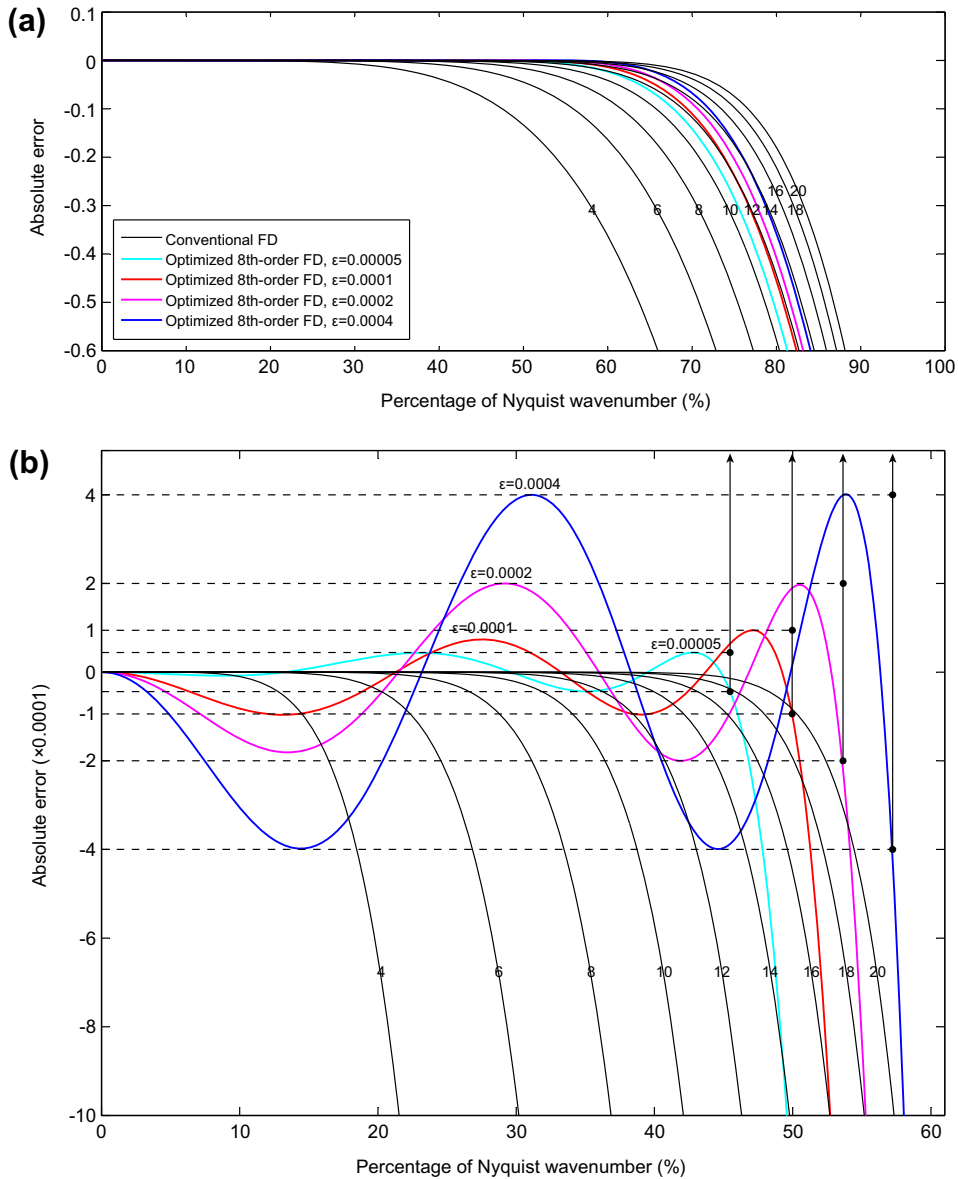 (a)
0.1
0
-0.1
-0.2
-0.3
-0.4
-0.5
-0.6
Absolute error
4
6
8
10
12
14
16
18
20
Conventional FD
Optimized 8th-order FD, ε=0.00005
Optimized 8th-order FD, ε=0.0001
Optimized 8th-order FD, ε=0.0002
Optimized 8th-order FD, ε=0.0004
0 10 20 30 40 50 60 70 80 90 100
Percentage of Nyquist wavenumber (%)
(b)
4
2
1
0
-1
-2
-4
-6
-8
-10
Absolute error (×0.0001)
ε=0.0004
ε=0.0002
ε=0.0001
ε=0.00005
4 6 8 10 12 14 16 18 20
0 10 20 30 40 50 60
Percentage of Nyquist wavenumber (%)